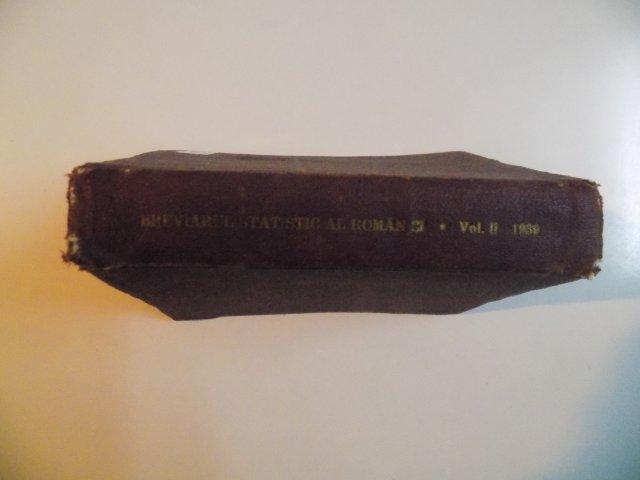 BREVIARUL STATISTIC AL ROMÂNIEI * Vol. II 1939